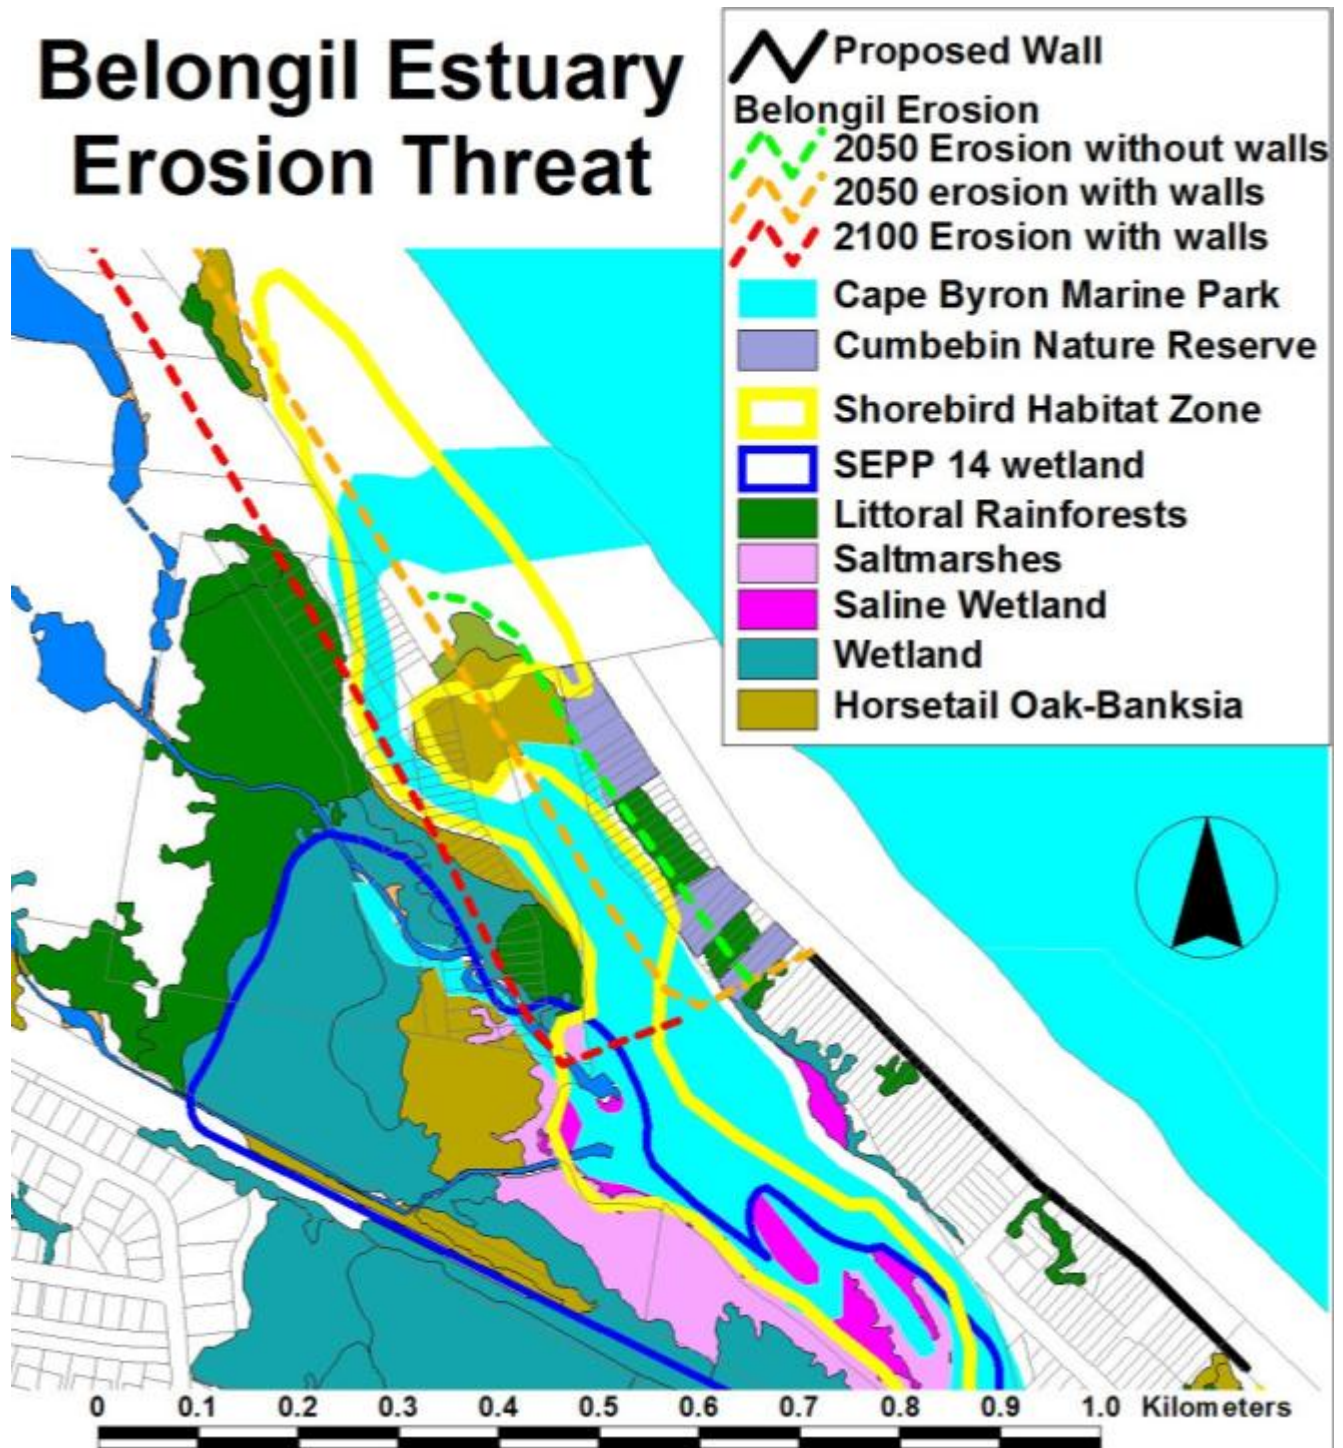 Belongil Estuary
Erosion Threat
Proposed Wall
Belongil Erosion
2050 Erosion without walls
2050 erosion with walls
2100 Erosion with walls
Cape Byron Marine Park
Cumbebin Nature Reserve
Shorebird Habitat Zone
SEPP 14 wetland
Littoral Rainforests
Saltmarshes
Saline Wetland
Wetland
Horsetail Oak-Banksia
0 0.1 0.2 0.3 0.4 0.5 0.6 0.7 0.8 0.9 1.0 Kilometers